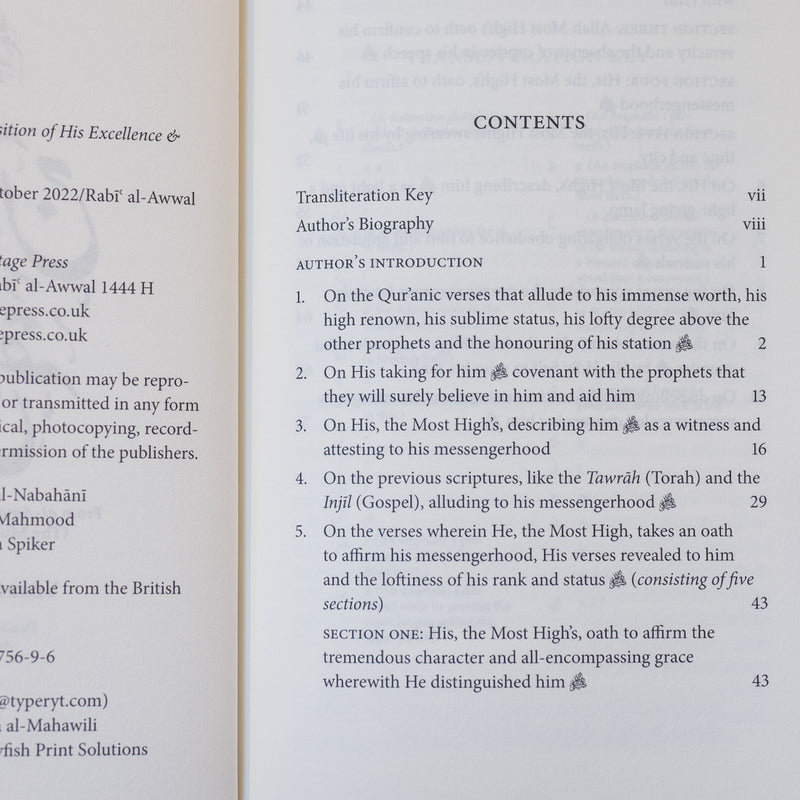 sition of His Excellence &
tober 2022/Rabīʿ al-Awwal
tage Press
abīʿ al-Awwal 1444 H
epress.co.uk
epress.co.uk
publication may be repro-
or transmitted in any form
ical, photocopying, record-
ermission of the publishers.
al-Nabahānī
Mahmood
n Spiker
vailable from the British
756-9-6
@typeryt.com)
al-Mahawili
yfish Print Solutions
CONTENTS
Transliteration Key vii
Author's Biography viii
AUTHOR'S INTRODUCTION 1
1. On the Qur'anic verses that allude to his immense worth, his
high renown, his sublime status, his lofty degree above the
other prophets and the honouring of his station ﷺ 2
2. On His taking for him ﷺ covenant with the prophets that
they will surely believe in him and aid him 13
3. On His, the Most High's, describing him ﷺ as a witness and
attesting to his messengerhood 16
4. On the previous scriptures, like the Tawrāh (Torah) and the
Injīl (Gospel), alluding to his messengerhood ﷺ 29
5. On the verses wherein He, the Most High, takes an oath
to affirm his messengerhood, His verses revealed to him
and the loftiness of his rank and status ﷺ (consisting of five
sections) 43
SECTION ONE: His, the Most High's, oath to affirm the
tremendous character and all-encompassing grace
wherewith He distinguished him ﷺ 43